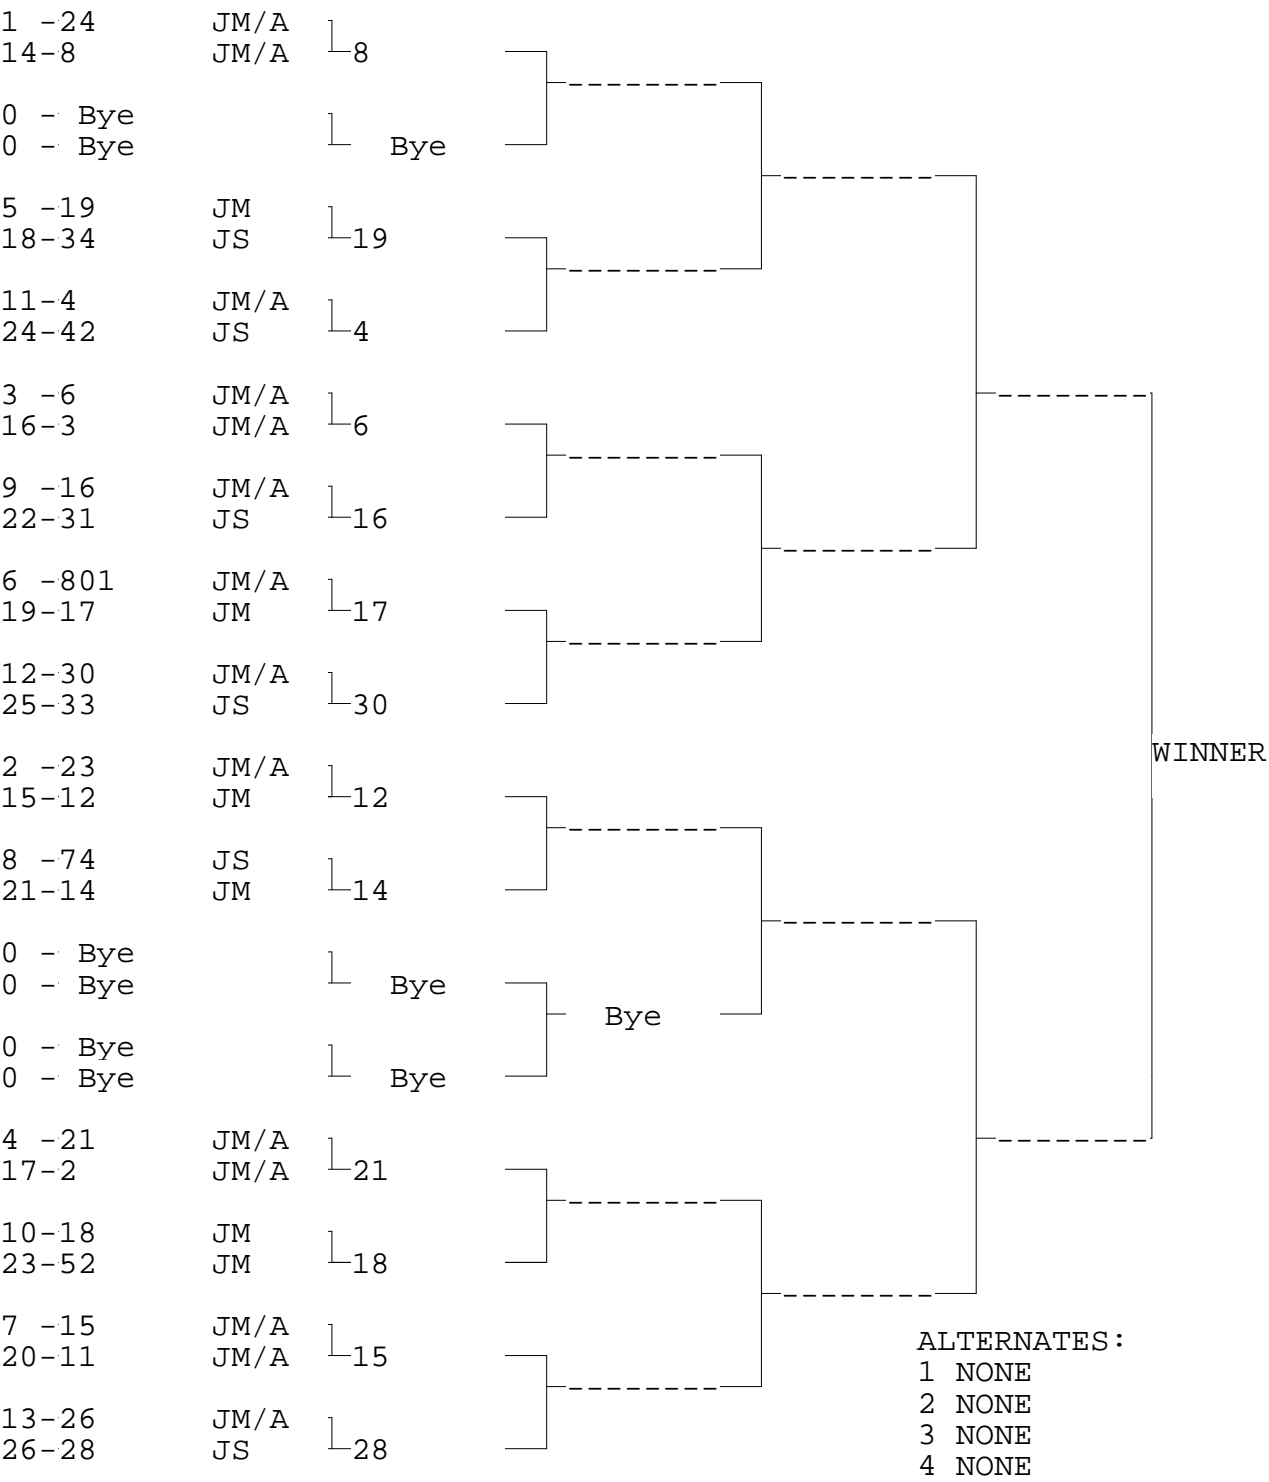 1 -24 JM/A
14-8 JM/A 8
0 - Bye
0 - Bye Bye
5 -19 JM
18-34 JS 19
11-4 JM/A
24-42 JS 4
3 -6 JM/A
16-3 JM/A 6
9 -16 JM/A
22-31 JS 16
6 -801 JM/A
19-17 JM 17
12-30 JM/A
25-33 JS 30
WINNER
2 -23 JM/A
15-12 JM 12
8 -74 JS
21-14 JM 14
0 - Bye
0 - Bye Bye
Bye
0 - Bye
0 - Bye Bye
4 -21 JM/A
17-2 JM/A 21
10-18 JM
23-52 JM 18
7 -15 JM/A
20-11 JM/A 15
13-26 JM/A
26-28 JS 28
ALTERNATES:
1 NONE
2 NONE
3 NONE
4 NONE